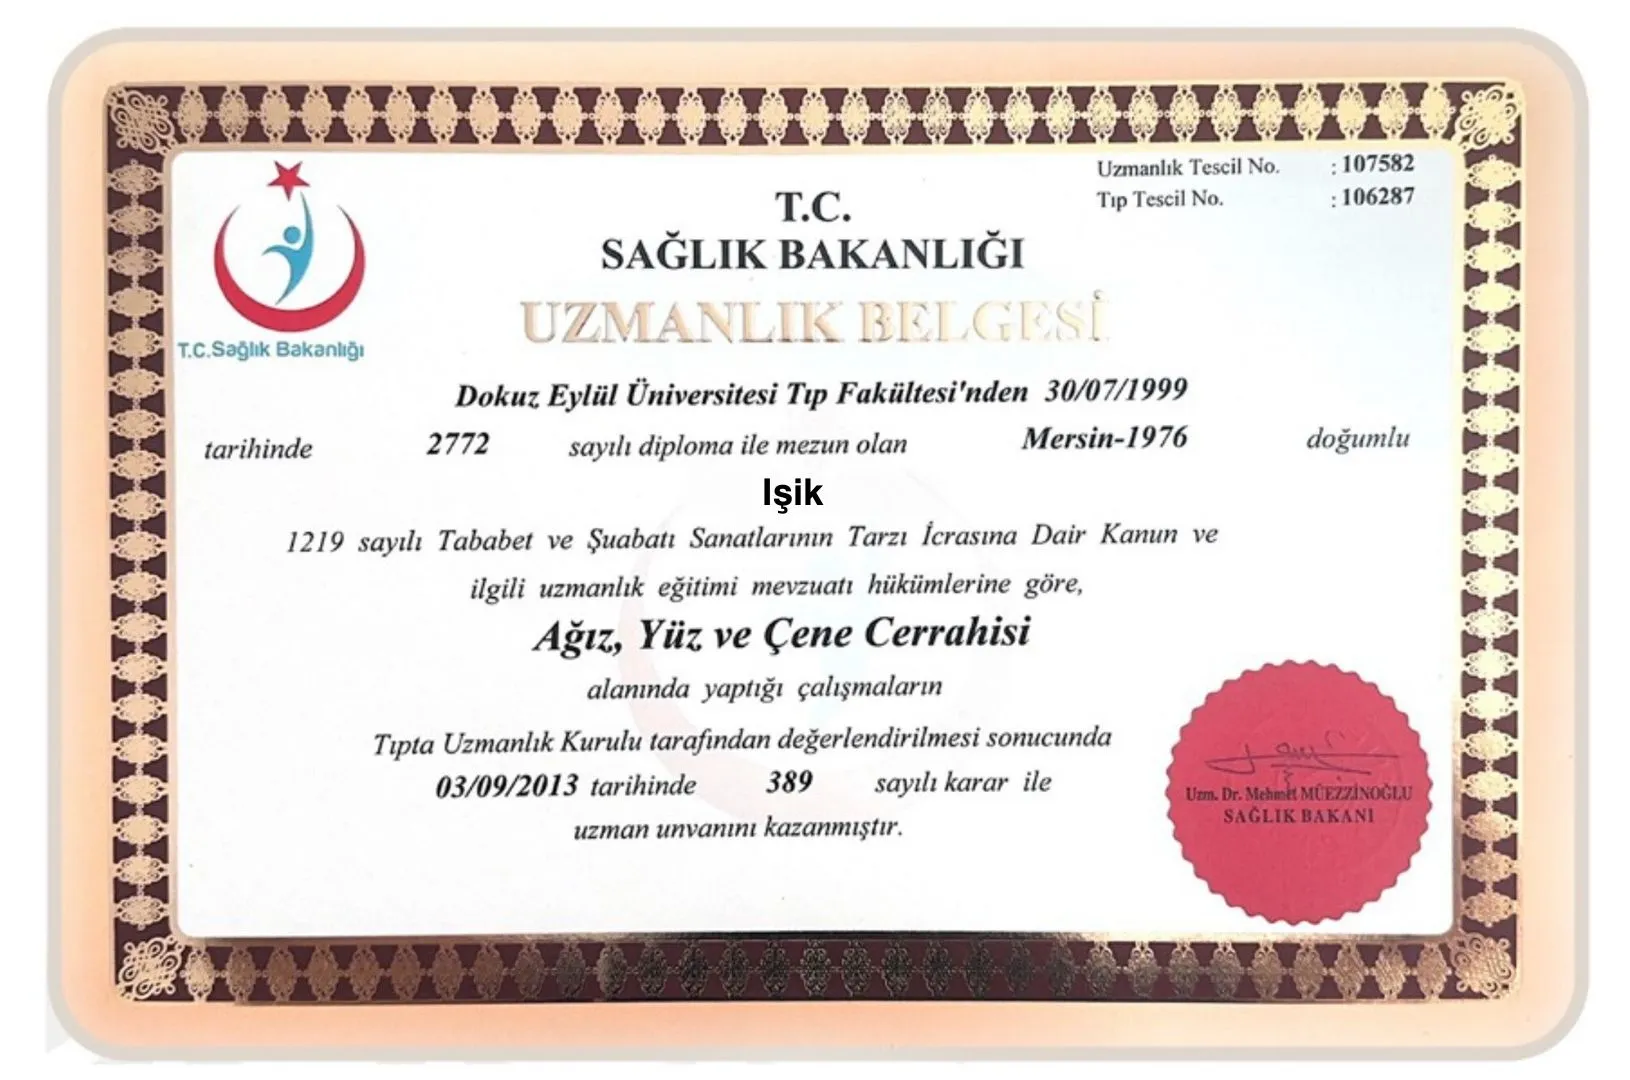 Uzmanlık Tescil No. : 107582
Tıp Tescil No. : 106287
T.C.
SAĞLIK BAKANLIĞI
UZMANLIK BELGESİ
T.C.Sağlık Bakanlığı
Dokuz Eylül Üniversitesi Tıp Fakültesi'nden 30/07/1999
tarihinde 2772 sayılı diploma ile mezun olan Mersin-1976 doğumlu
Işik
1219 sayılı Tababet ve Şuabatı Sanatlarının Tarzı İcrasına Dair Kanun ve
ilgili uzmanlık eğitimi mevzuatı hükümlerine göre,
Ağız, Yüz ve Çene Cerrahisi
alanında yaptığı çalışmaların
Tıpta Uzmanlık Kurulu tarafından değerlendirilmesi sonucunda
03/09/2013 tarihinde 389 sayılı karar ile
uzman unvanını kazanmıştır.
Uzm. Dr. Mehmet MÜEZZİNOĞLU
SAĞLIK BAKANI